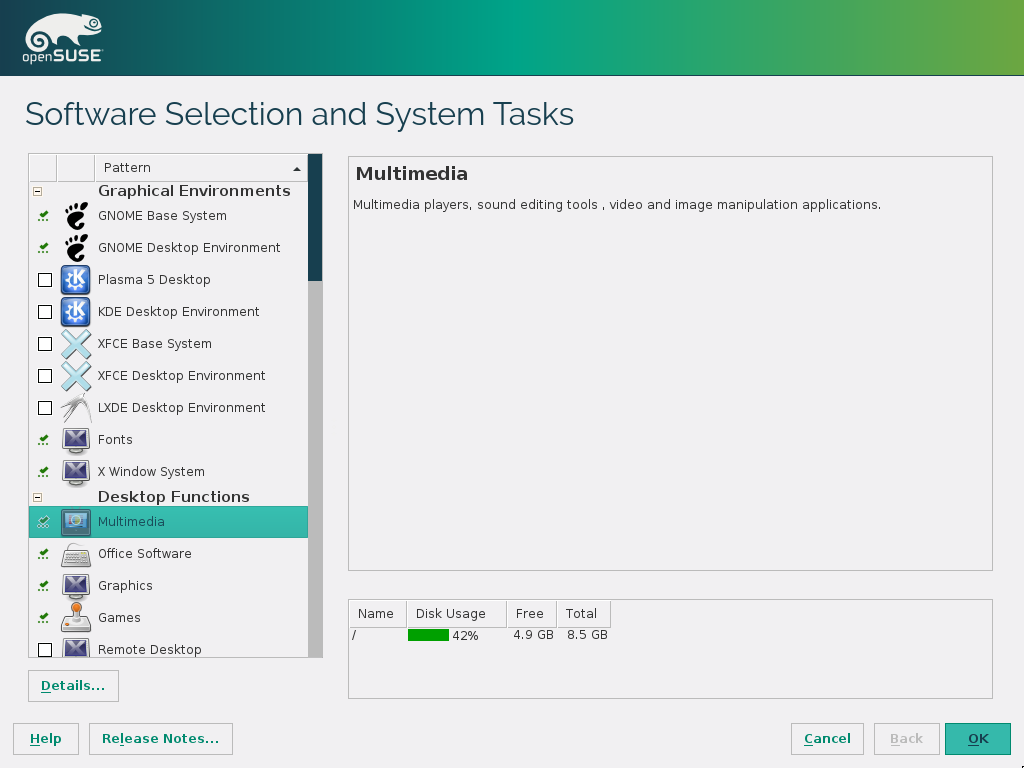 openSUSE
Software Selection and System Tasks
Pattern
Graphical Environments
GNOME Base System
GNOME Desktop Environment
Plasma 5 Desktop
KDE Desktop Environment
XFCE Base System
XFCE Desktop Environment
LXDE Desktop Environment
Fonts
X Window System
Desktop Functions
Multimedia
Office Software
Graphics
Games
Remote Desktop
Details...
Multimedia
Multimedia players, sound editing tools , video and image manipulation applications.
Name Disk Usage Free Total
/ 42% 4.9 GB 8.5 GB
Help Release Notes... Cancel Back OK